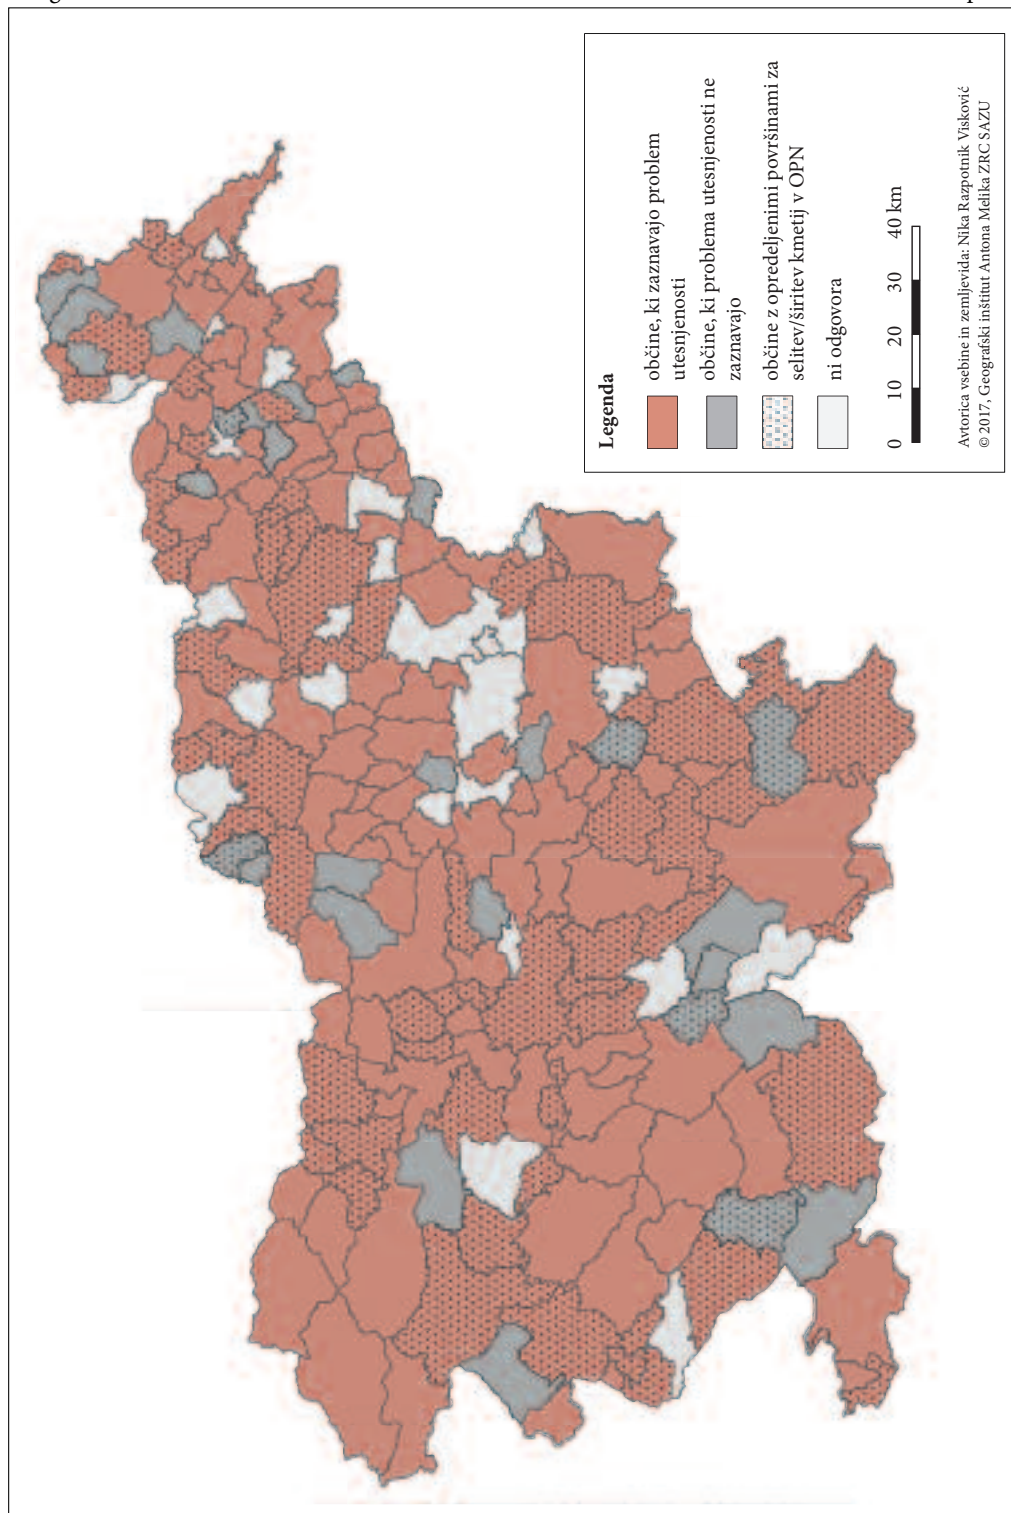 Legenda
občine, ki zaznavajo problem
utesnjenosti
občine, ki problema utesnjenosti ne
zaznavajo
občine z opredeljenimi površinami za
selitev/širitev kmetij v OPN
ni odgovora
0 10 20 30 40 km
Avtorica vsebine in zemljevida: Nika Razpotnik Visković
© 2017, Geografski inštitut Antona Melika ZRC SAZU